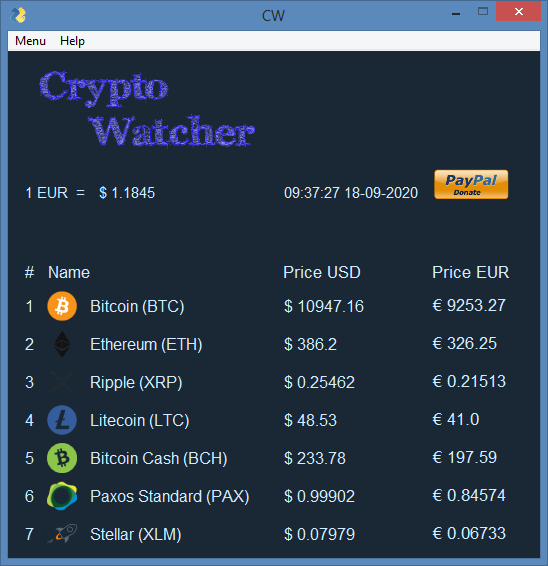 CW
Menu Help
Crypto
Watcher
1 EUR = $ 1.1845 09:37:27 18-09-2020 PayPal
Donate
# Name Price USD Price EUR
1 Bitcoin (BTC) $ 10947.16 € 9253.27
2 Ethereum (ETH) $ 386.2 € 326.25
3 Ripple (XRP) $ 0.25462 € 0.21513
4 Litecoin (LTC) $ 48.53 € 41.0
5 Bitcoin Cash (BCH) $ 233.78 € 197.59
6 Paxos Standard (PAX) $ 0.99902 € 0.84574
7 Stellar (XLM) $ 0.07979 € 0.06733